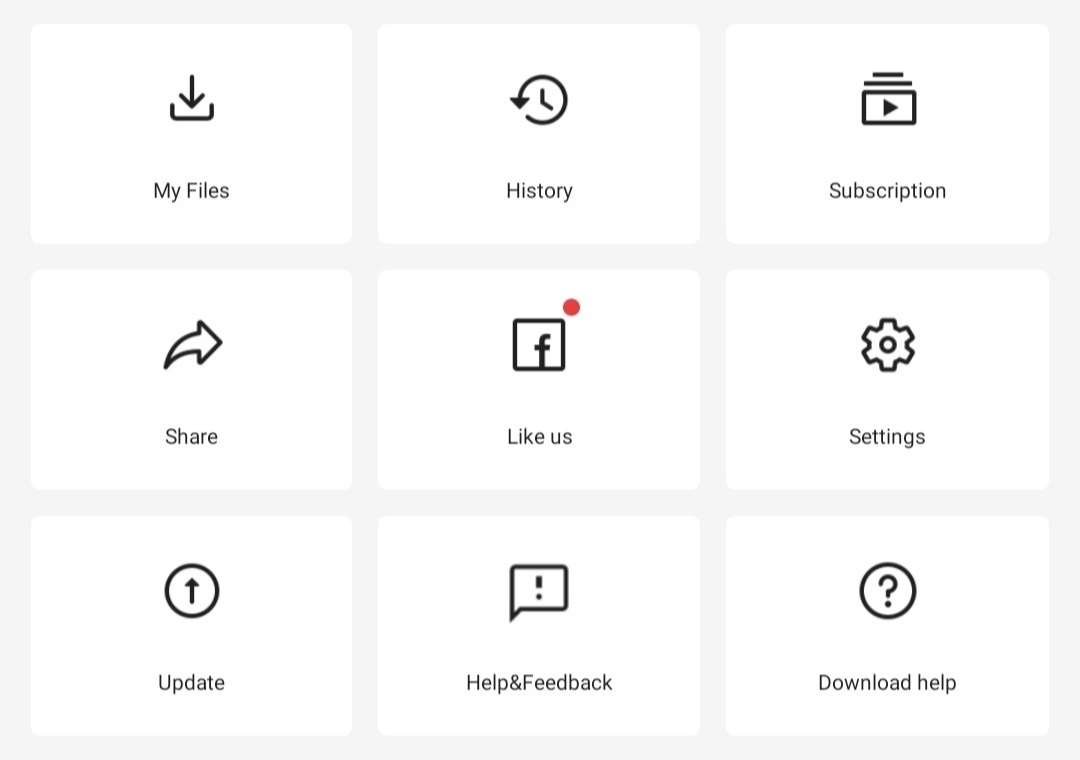 My Files
History
Subscription
Share
Like us
Settings
Update
Help&Feedback
Download help